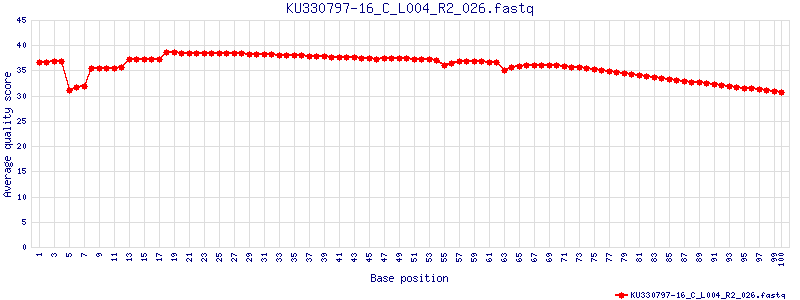 KU330797-16_C_L004_R2_026.fastq
45
40
35
30
25
20
15
10
5
0
Average quality score
1 3 5 7 9 11 13 15 17 19 21 23 25 27 29 31 33 35 37 39 41 43 45 47 49 51 53 55 57 59 61 63 65 67 69 71 73 75 77 79 81 83 85 87 89 91 93 95 97 99 100
Base position
KU330797-16_C_L004_R2_026.fastq